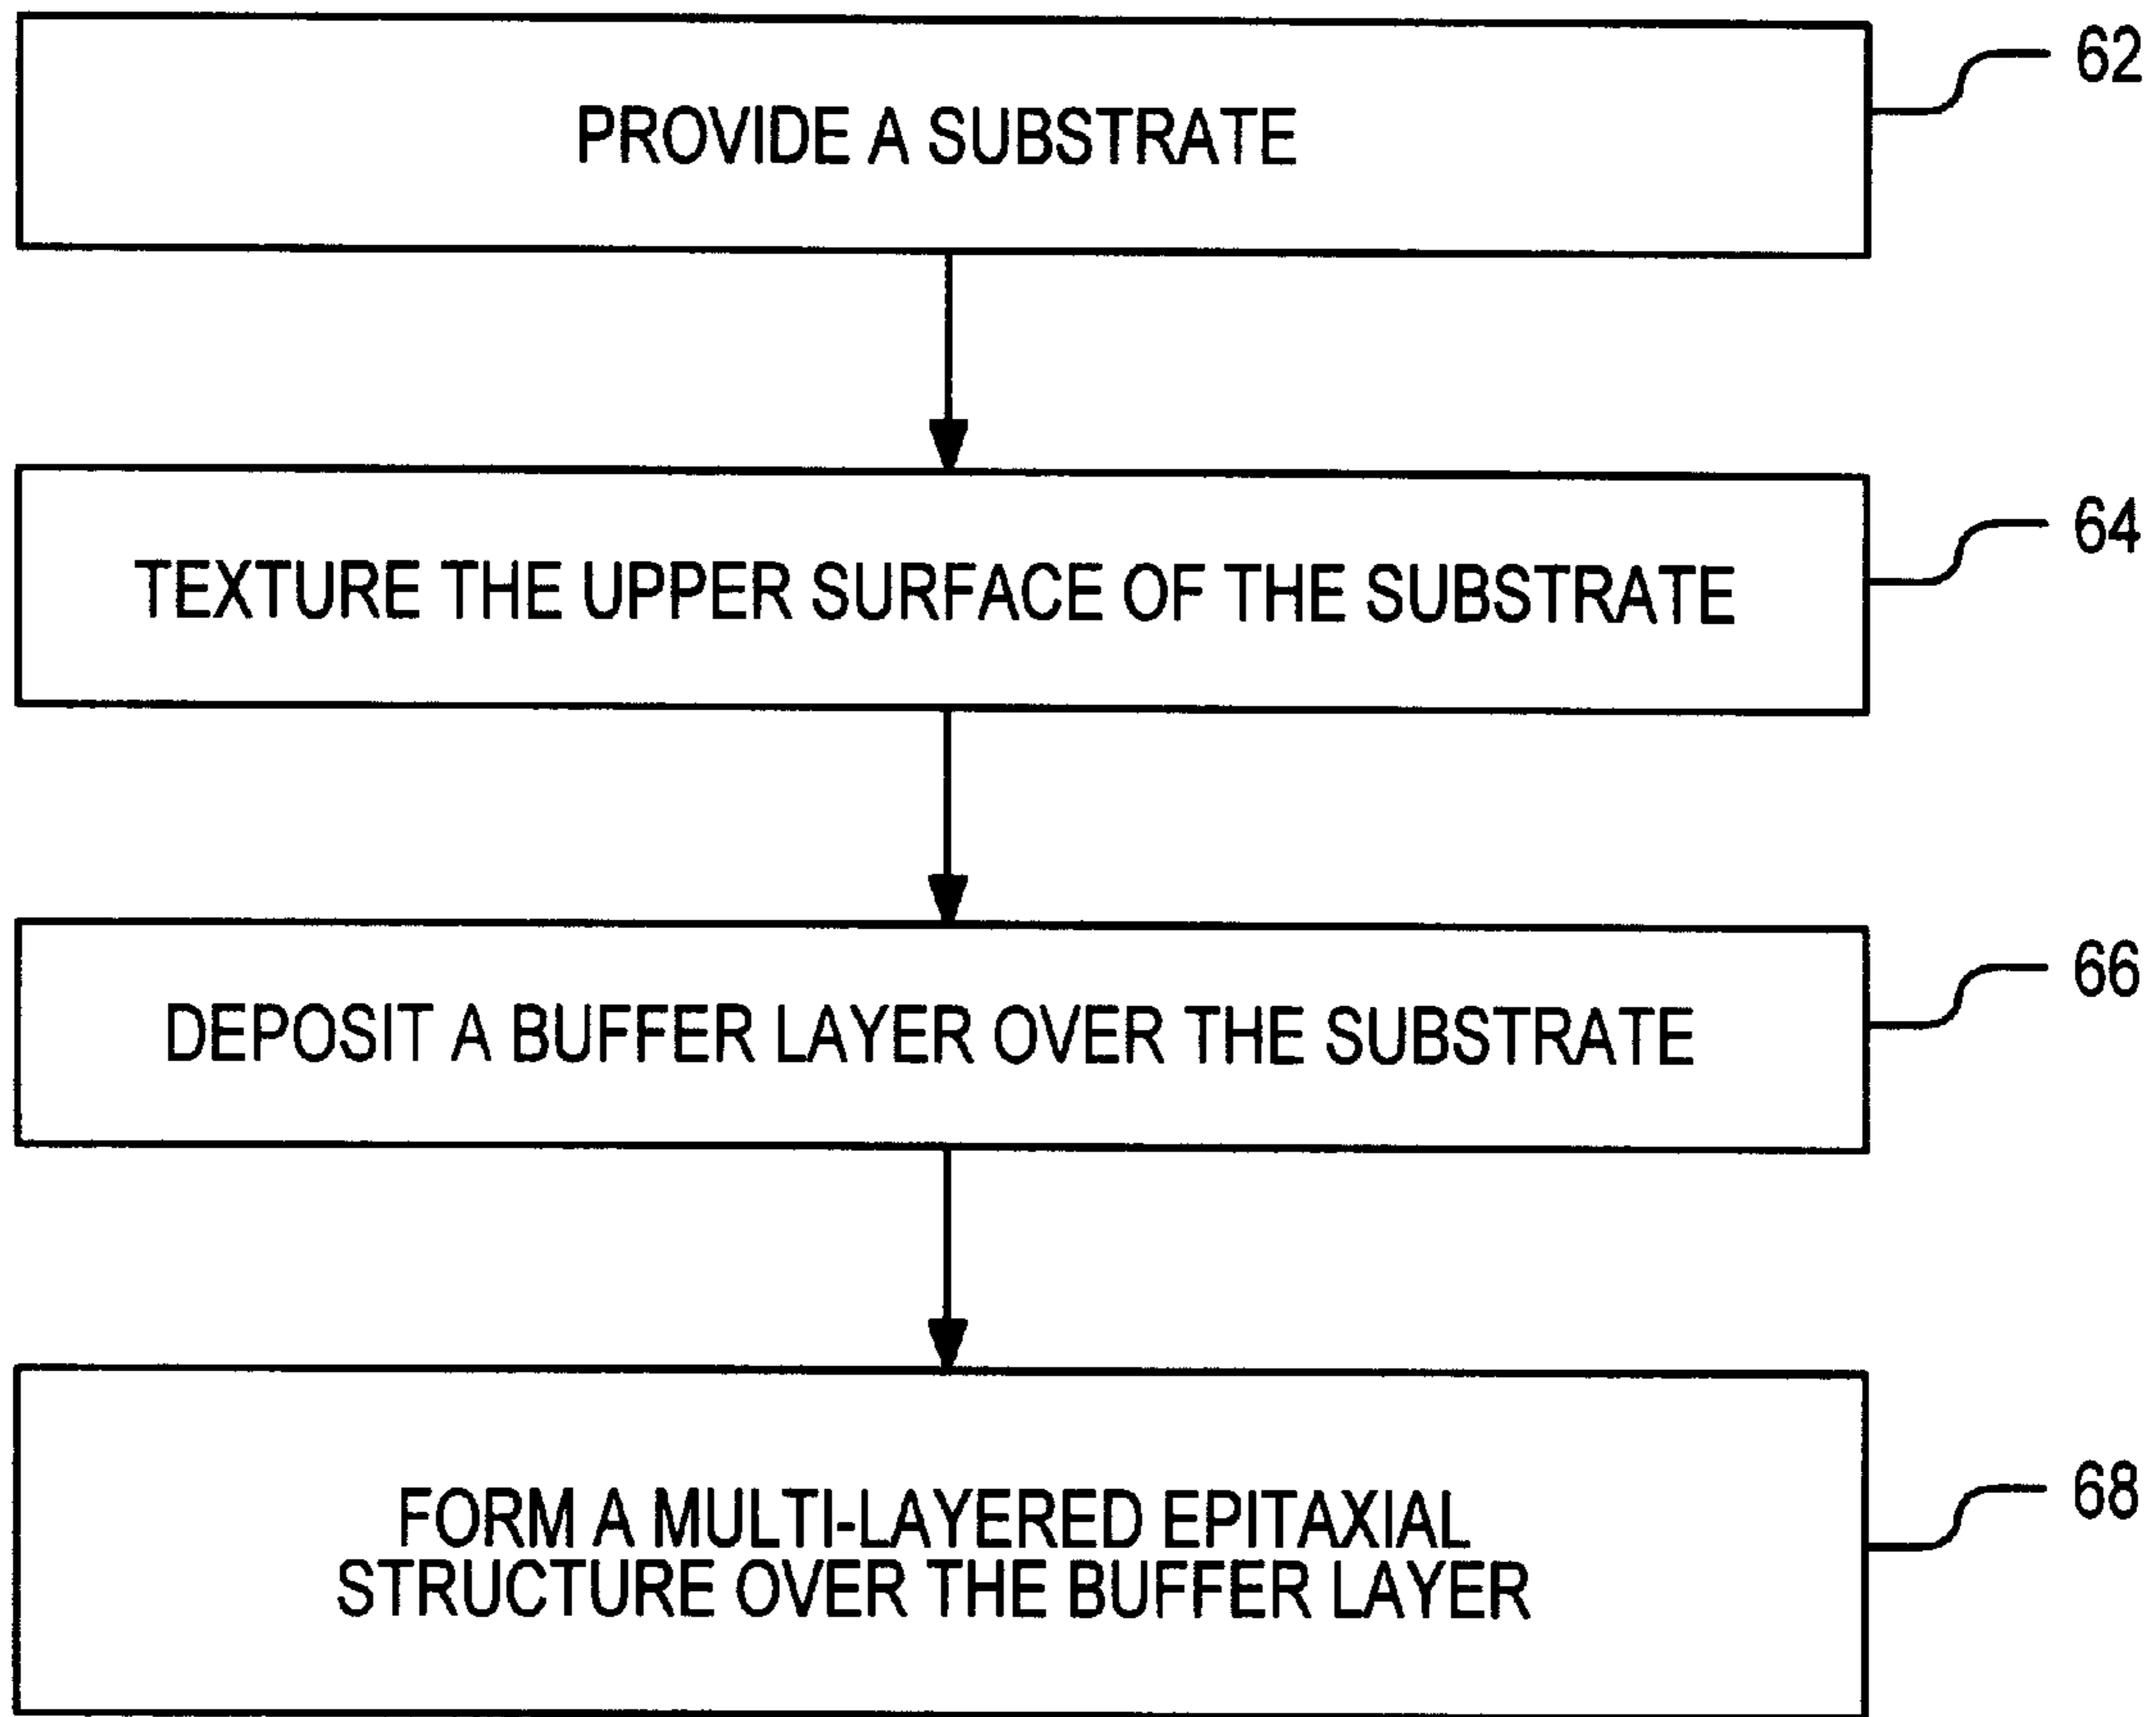 PROVIDE A SUBSTRATE
62
TEXTURE THE UPPER SURFACE OF THE SUBSTRATE
64
DEPOSIT A BUFFER LAYER OVER THE SUBSTRATE
66
FORM A MULTI-LAYERED EPITAXIAL
STRUCTURE OVER THE BUFFER LAYER
68